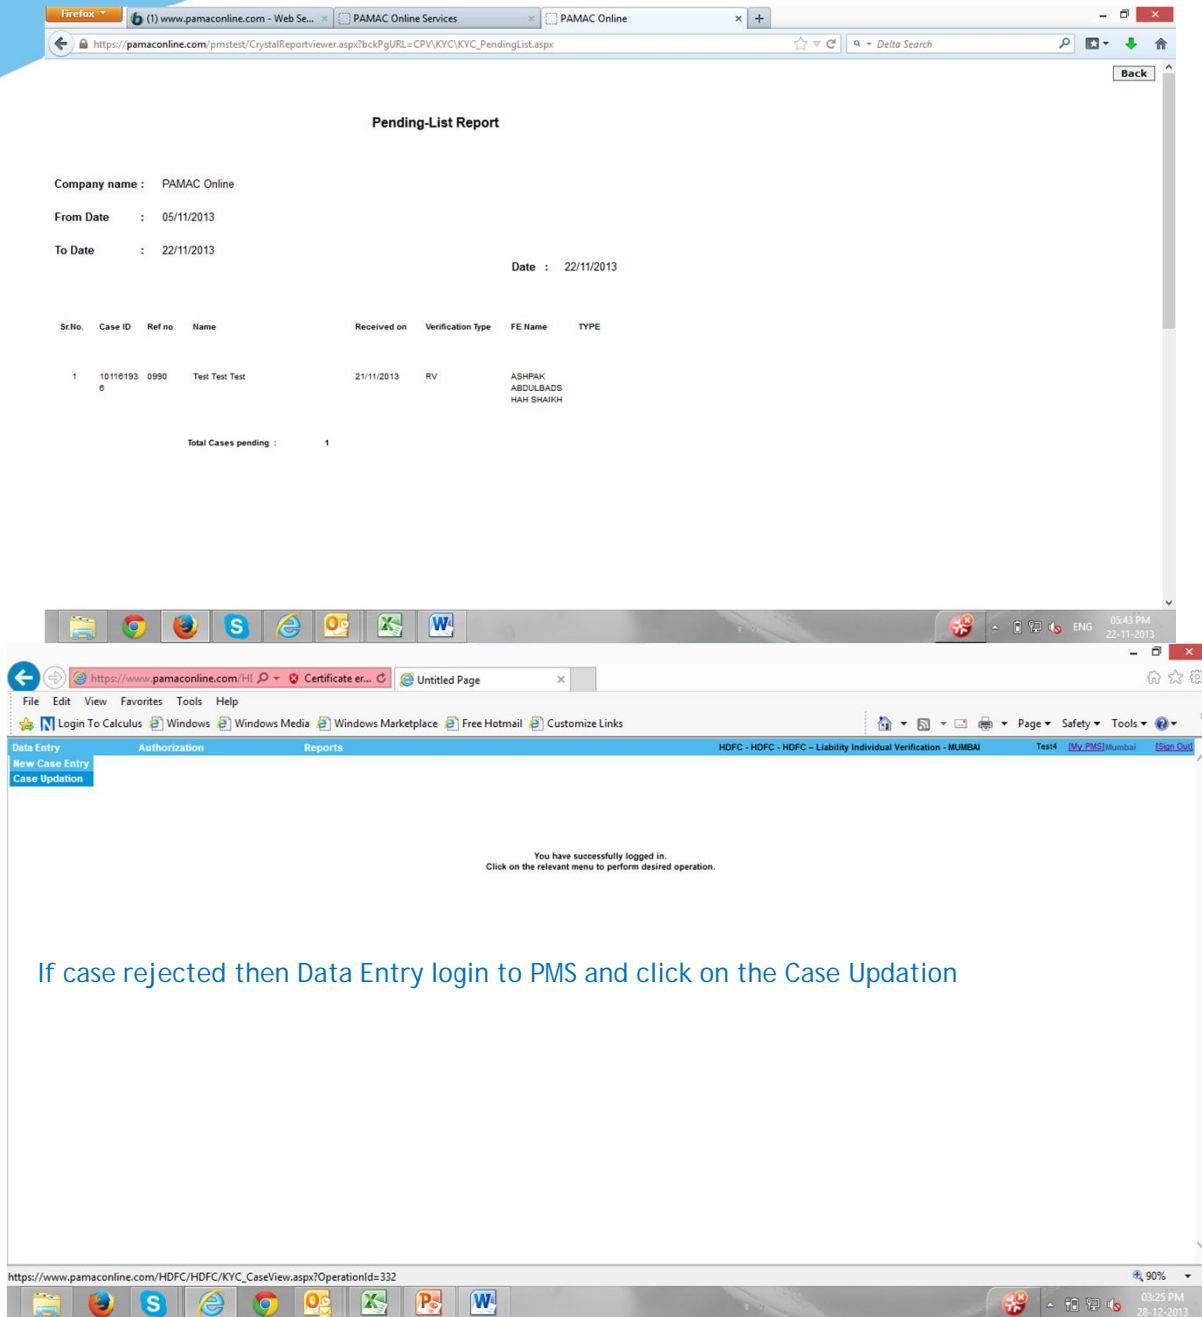 Firefox
(1) www.pamaconline.com - Web Se...
PAMAC Online Services
PAMAC Online
https://pamaconline.com/pmstest/CrystalReportviewer.aspx?bckPgURL=CPV\KYC\KYC_PendingList.aspx
Delta Search
Back
Pending-List Report
Company name : PAMAC Online
From Date : 05/11/2013
To Date : 22/11/2013
Date : 22/11/2013
Sr.No. Case ID Ref no Name Received on Verification Type FE Name TYPE
1 10116193 0990 Test Test Test 21/11/2013 RV ASHPAK
6 ABDULBADS
HAH SHAIKH
Total Cases pending : 1
ENG
05:43 PM
22-11-2013
https://www.pamaconline.com/HI
Certificate er...
Untitled Page
File Edit View Favorites Tools Help
Login To Calculus Windows Windows Media Windows Marketplace Free Hotmail Customize Links
Page Safety Tools
Data Entry Authorization Reports HDFC - HDFC - HDFC – Liability Individual Verification - MUMBAI Test4 [My PMS] Mumbai [Sign Out]
New Case Entry
Case Updation
You have successfully logged in.
Click on the relevant menu to perform desired operation.
If case rejected then Data Entry login to PMS and click on the Case Updation
https://www.pamaconline.com/HDFC/HDFC/KYC_CaseView.aspx?OperationId=332
90%
03:25 PM
28-12-2013